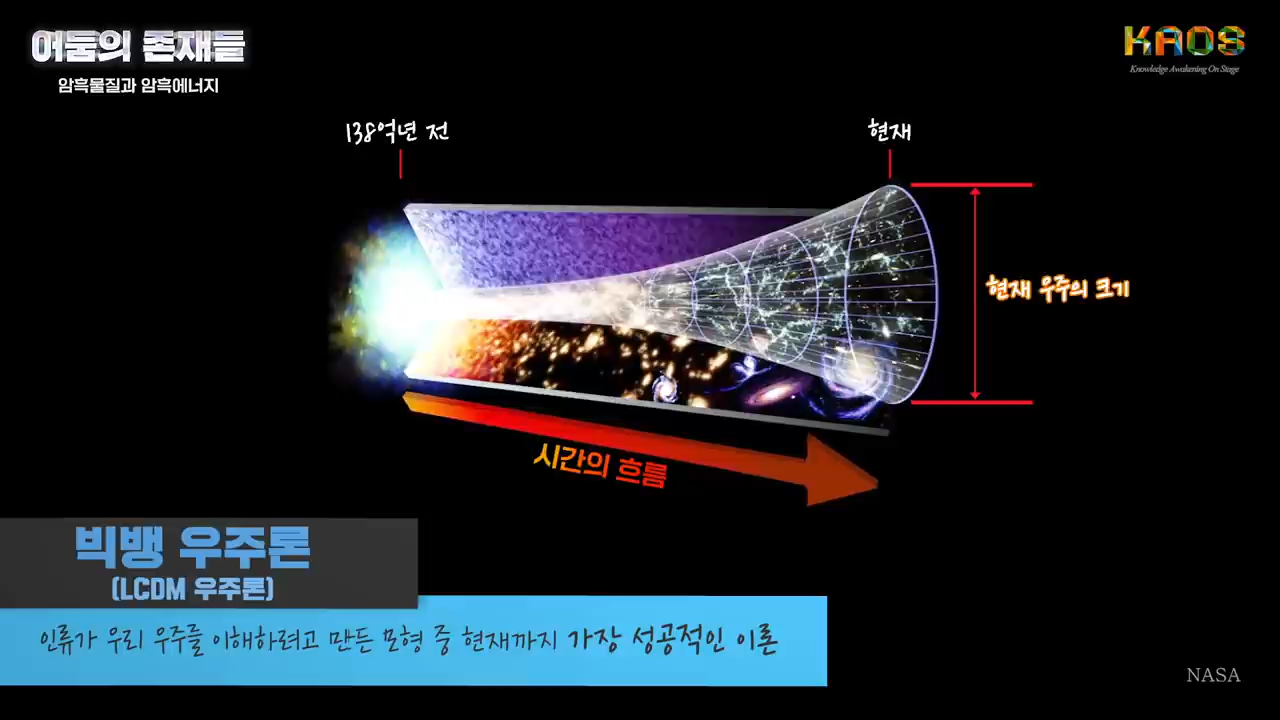 어둠의 존재들
암흑물질과 암흑에너지
KAOS
Knowledge Awakening On Stage
138억년 전
현재
현재 우주의 크기
시간의 흐름
빅뱅 우주론
(LCDM 우주론)
인류가 우리 우주를 이해하려고 만든 모형 중 현재까지 가장 성공적인 이론
NASA